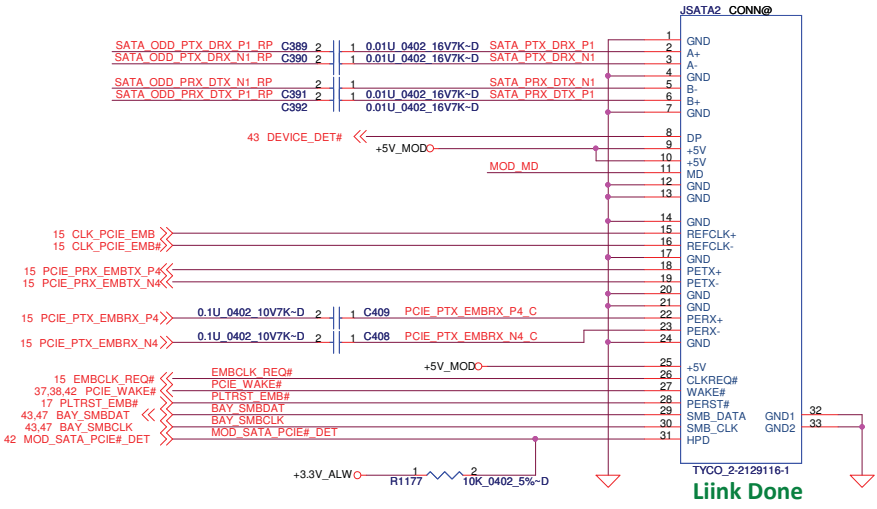 JSATA2 CONN@
1 GND
SATA_ODD_PTX_DRX_P1_RP C389 2 1 0.01U_0402_16V7K~D SATA_PTX_DRX_P1 2 A+
SATA_ODD_PTX_DRX_N1_RP C390 2 1 0.01U_0402_16V7K~D SATA_PTX_DRX_N1 3 A-
4 GND
SATA_ODD_PRX_DTX_N1_RP 2 1 SATA_PRX_DTX_N1 5 B-
SATA_ODD_PRX_DTX_P1_RP C391 2 1 0.01U_0402_16V7K~D SATA_PRX_DTX_P1 6 B+
C392 0.01U_0402_16V7K~D 7 GND
43 DEVICE_DET# 8 DP
+5V_MOD 9 +5V
10 +5V
MOD_MD 11 MD
12 GND
13 GND
14 GND
15 CLK_PCIE_EMB 15 REFCLK+
15 CLK_PCIE_EMB# 16 REFCLK-
17 GND
15 PCIE_PRX_EMBTX_P4 18 PETX+
15 PCIE_PRX_EMBTX_N4 19 PETX-
20 GND
21 GND
15 PCIE_PTX_EMBRX_P4 0.1U_0402_10V7K~D 2 1 C409 PCIE_PTX_EMBRX_P4_C 22 PERX+
23 PERX-
15 PCIE_PTX_EMBRX_N4 0.1U_0402_10V7K~D 2 1 C408 PCIE_PTX_EMBRX_N4_C 24 GND
+5V_MOD 25 +5V
15 EMBCLK_REQ# EMBCLK_REQ# 26 CLKREQ#
37,38,42 PCIE_WAKE# PCIE_WAKE# 27 WAKE#
17 PLTRST_EMB# PLTRST_EMB# 28 PERST#
43,47 BAY_SMBDAT BAY_SMBDAT 29 SMB_DATA GND1 32
43,47 BAY_SMBCLK BAY_SMBCLK 30 SMB_CLK GND2 33
42 MOD_SATA_PCIE#_DET MOD_SATA_PCIE#_DET 31 HPD
+3.3V_ALW 1 2
R1177 10K_0402_5%~D
TYCO_2-2129116-1
Liink Done